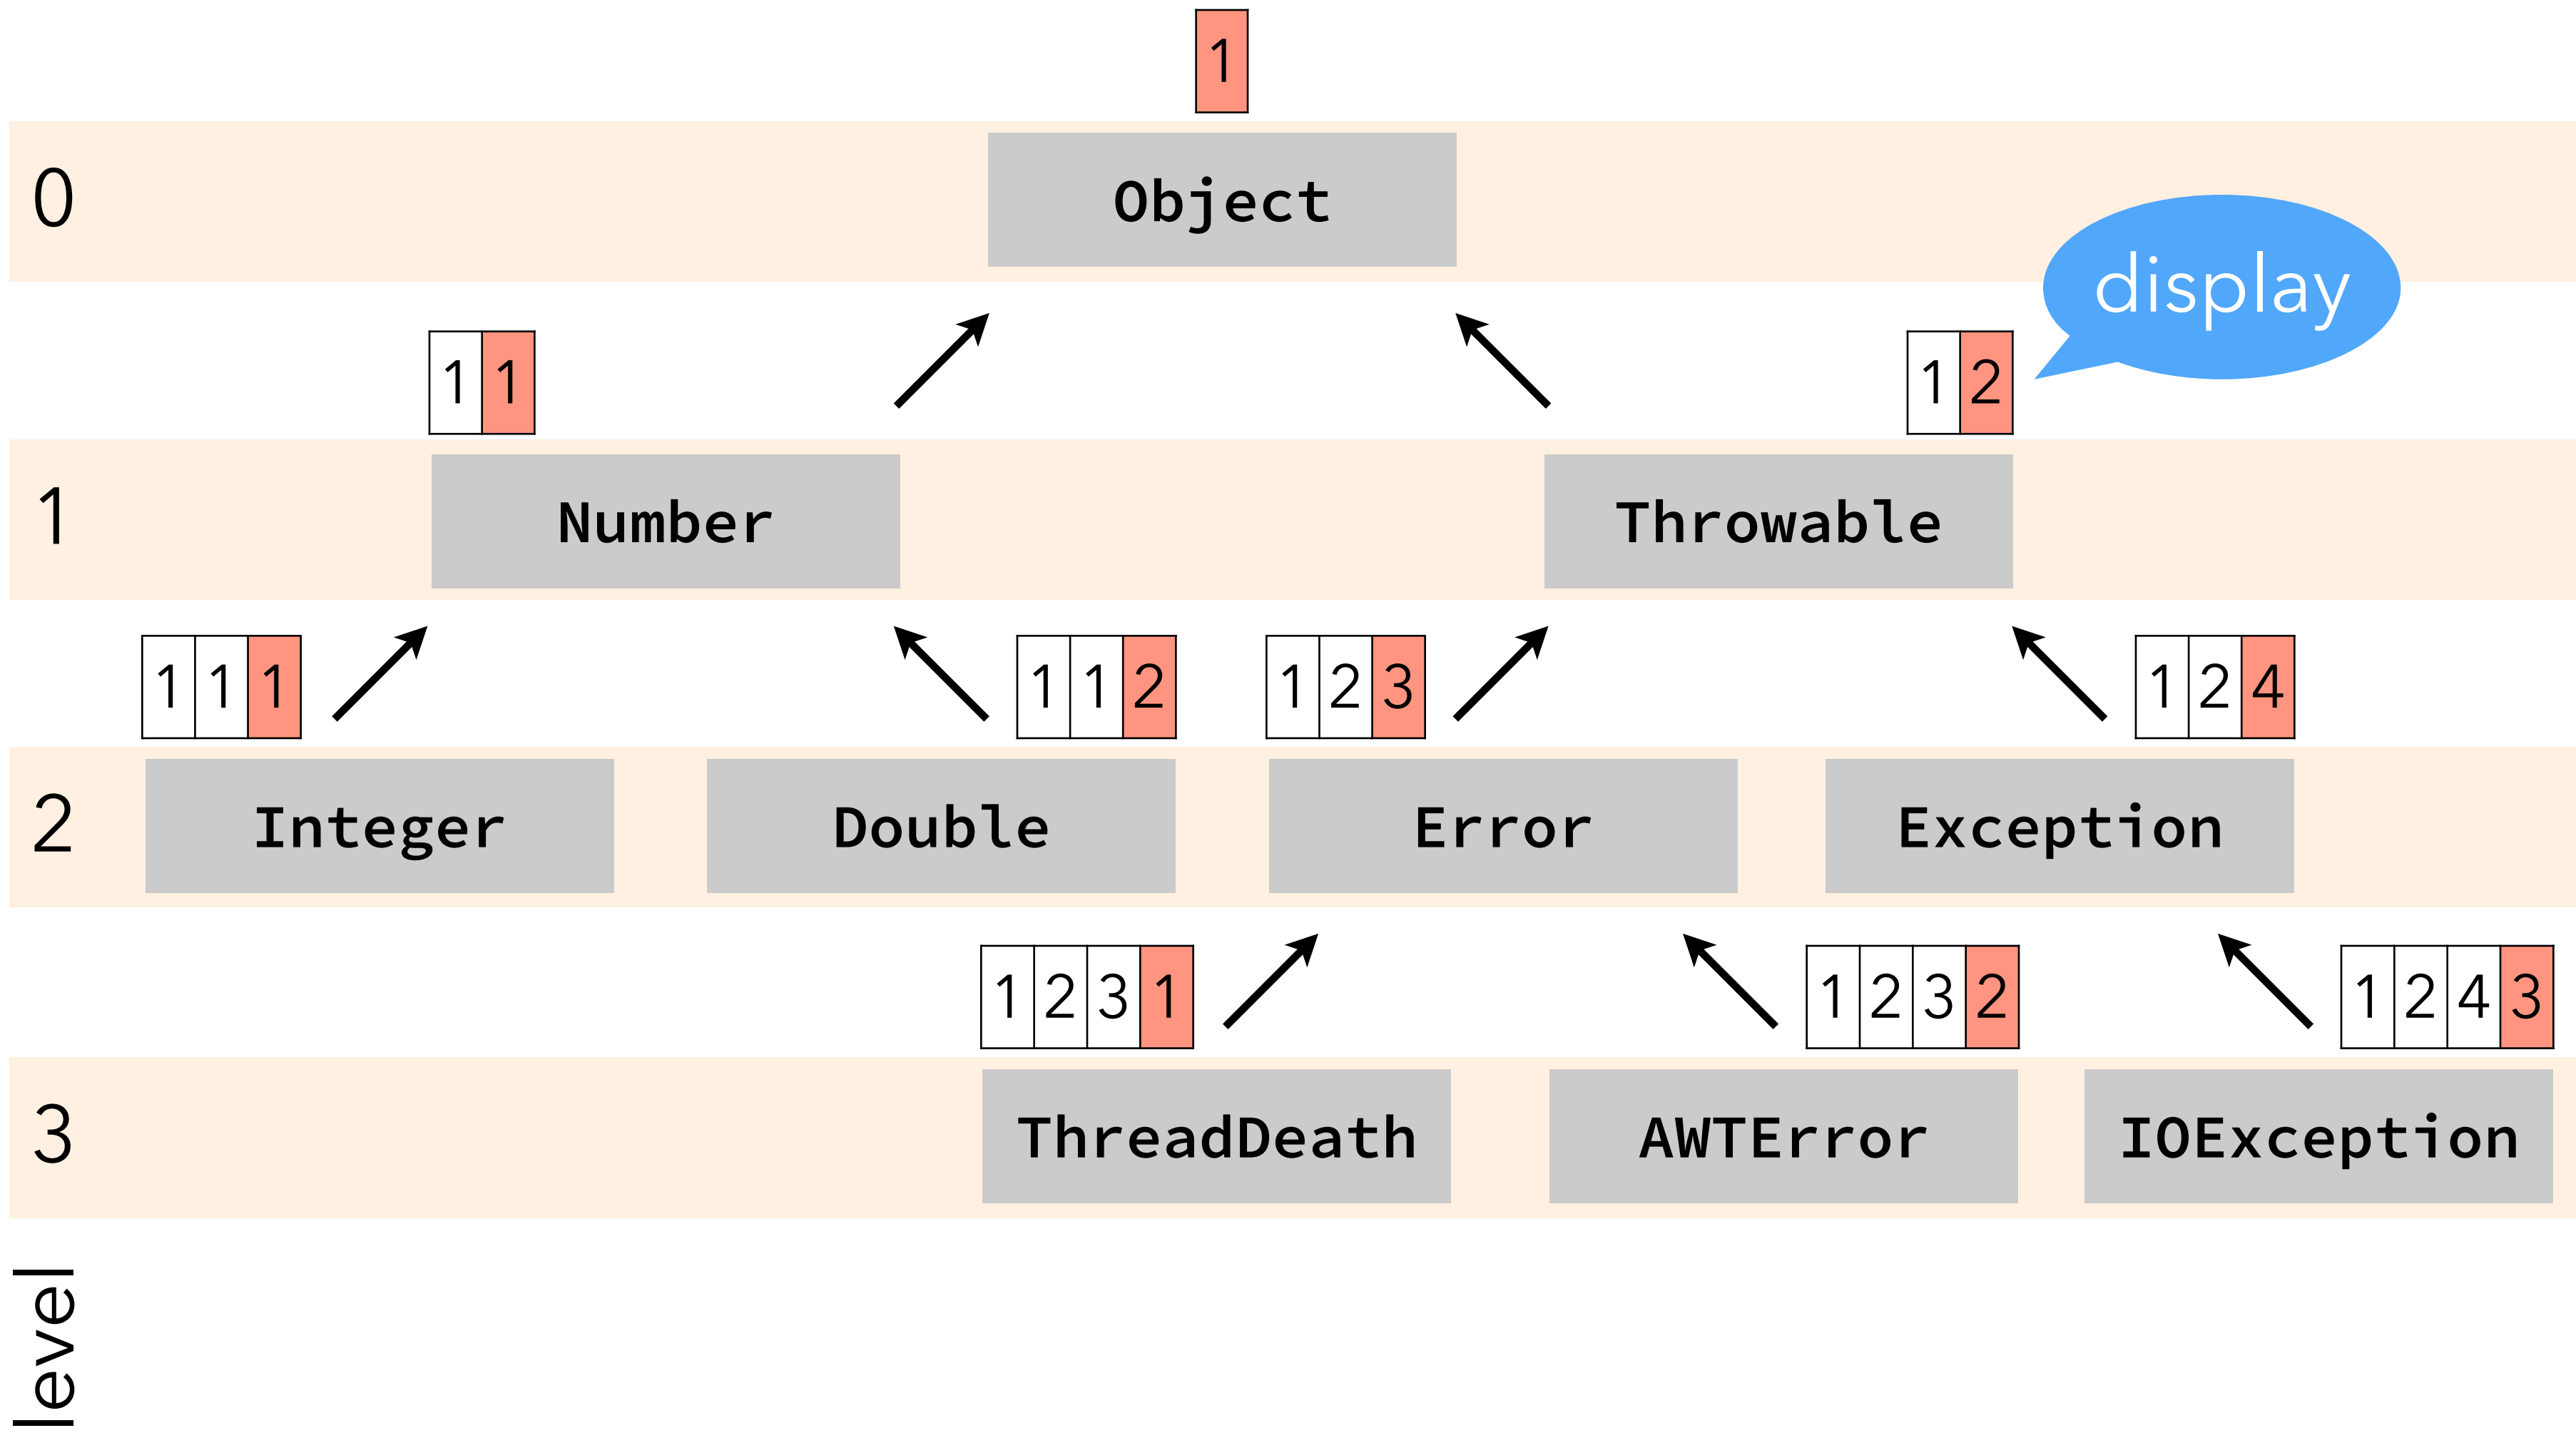 1
0 Object
display
1 1
1 2
1 Number Throwable
1 1 1
1 1 2
1 2 3
1 2 4
2 Integer Double Error Exception
1 2 3 1
1 2 3 2
1 2 4 3
3 ThreadDeath AWTError IOException
level